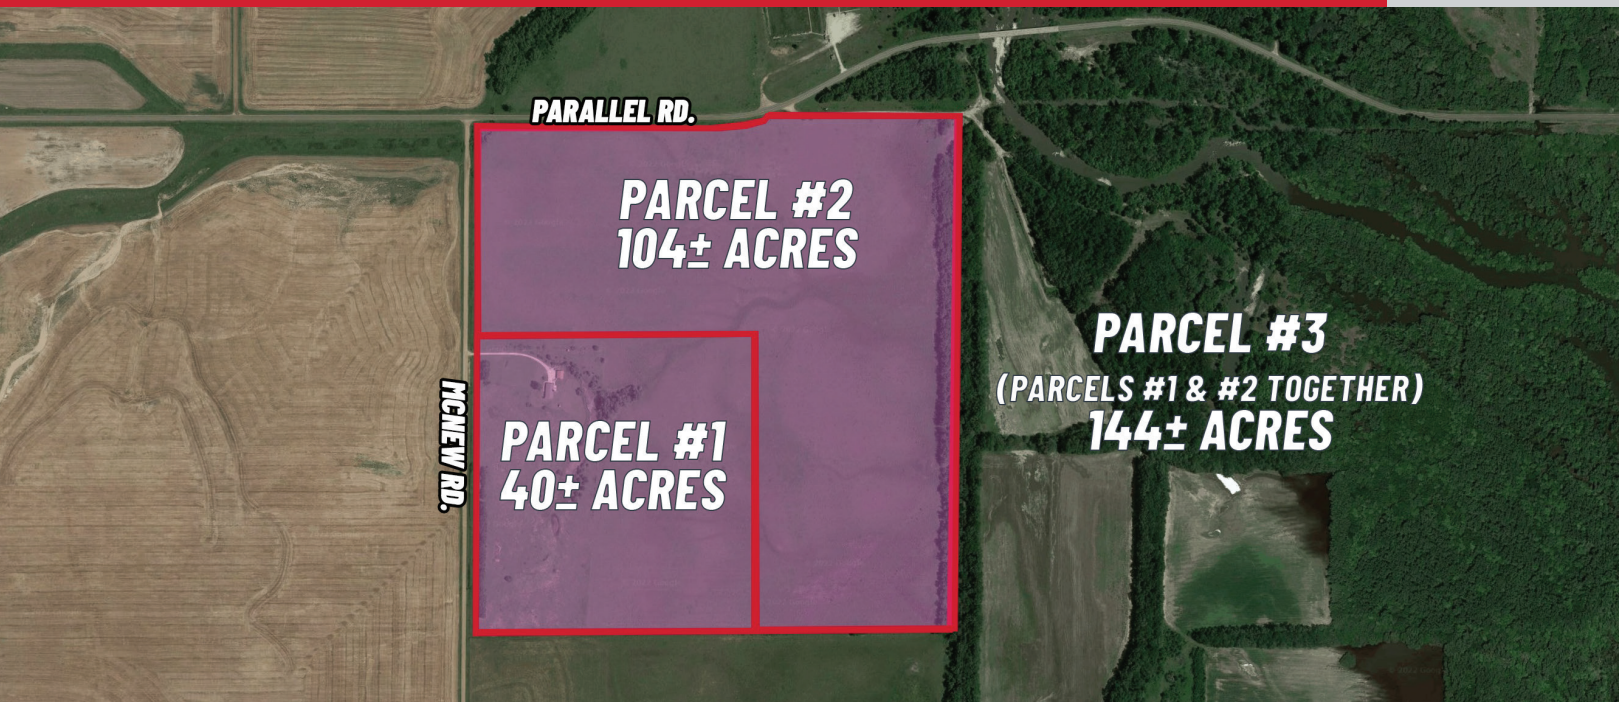 PARALLEL RD.
PARCEL #2
104± ACRES
PARCEL #3
(PARCELS #1 & #2 TOGETHER)
144± ACRES
MCNEW RD.
PARCEL #1
40± ACRES